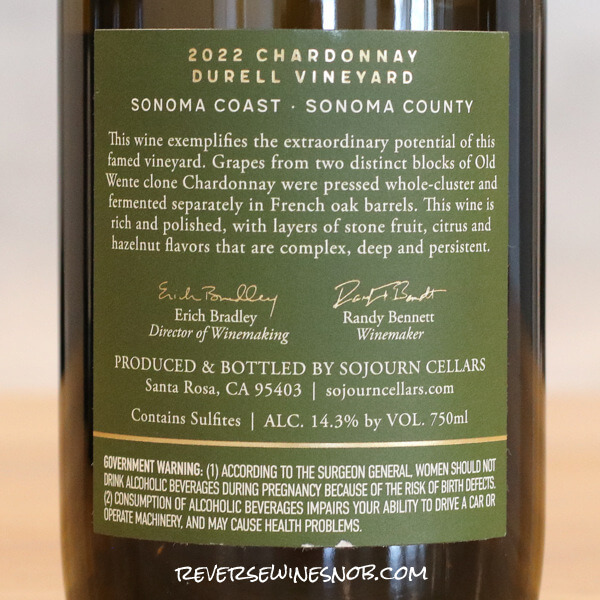 2022 CHARDONNAY
DURELL VINEYARD
SONOMA COAST · SONOMA COUNTY
This wine exemplifies the extraordinary potential of this
famed vineyard. Grapes from two distinct blocks of Old
Wente clone Chardonnay were pressed whole-cluster and
fermented separately in French oak barrels. This wine is
rich and polished, with layers of stone fruit, citrus and
hazelnut flavors that are complex, deep and persistent.
Erich Bradley Randy Bennett
Erich Bradley Randy Bennett
Director of Winemaking Winemaker
PRODUCED & BOTTLED BY SOJOURN CELLARS
Santa Rosa, CA 95403 | sojourncellars.com
Contains Sulfites | ALC. 14.3% by VOL. 750ml
GOVERNMENT WARNING: (1) ACCORDING TO THE SURGEON GENERAL, WOMEN SHOULD NOT
DRINK ALCOHOLIC BEVERAGES DURING PREGNANCY BECAUSE OF THE RISK OF BIRTH DEFECTS.
(2) CONSUMPTION OF ALCOHOLIC BEVERAGES IMPAIRS YOUR ABILITY TO DRIVE A CAR OR
OPERATE MACHINERY, AND MAY CAUSE HEALTH PROBLEMS.
REVERSEWINESNOB.COM